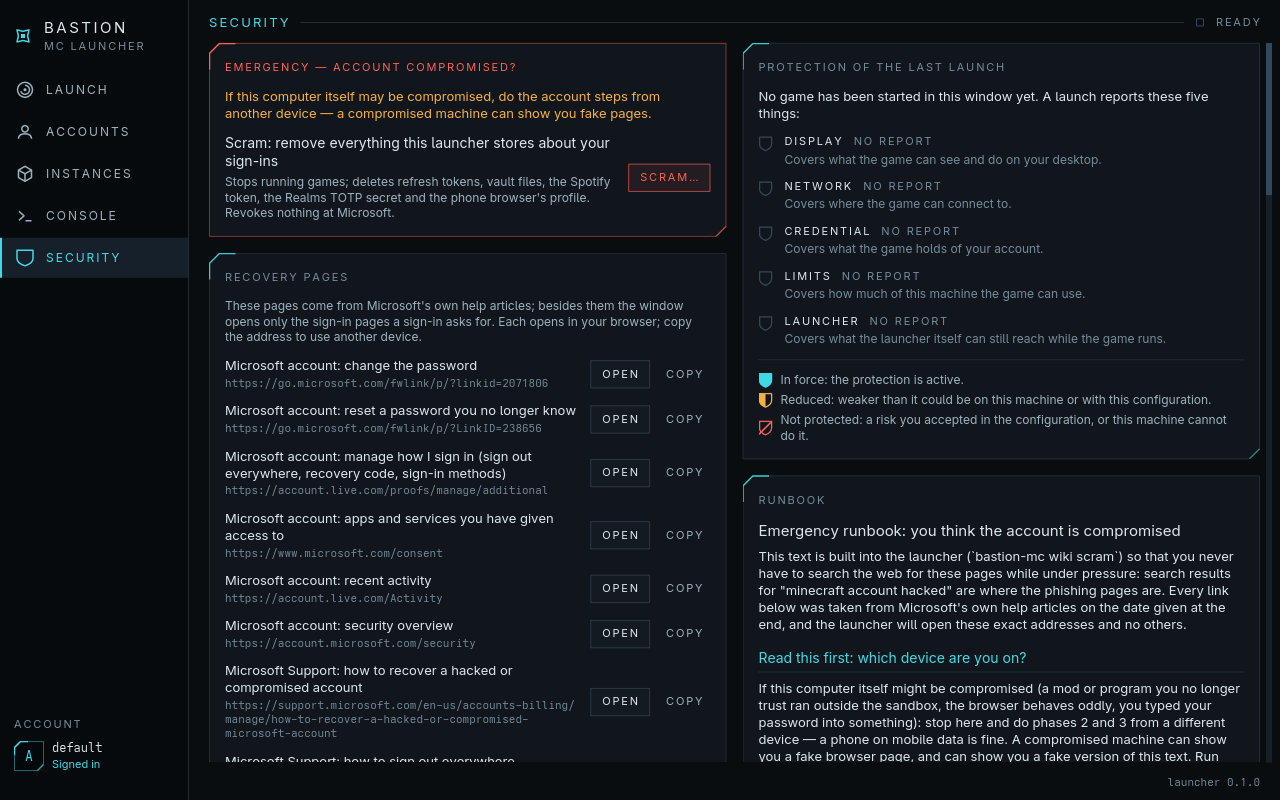 BASTION
MC LAUNCHER
LAUNCH
ACCOUNTS
INSTANCES
CONSOLE
SECURITY
ACCOUNT
A
default
Signed in
SECURITY
READY
EMERGENCY — ACCOUNT COMPROMISED?
If this computer itself may be compromised, do the account steps from
another device — a compromised machine can show you fake pages.
Scram: remove everything this launcher stores about your
sign-ins
Stops running games; deletes refresh tokens, vault files, the Spotify
token, the Realms TOTP secret and the phone browser's profile.
Revokes nothing at Microsoft.
SCRAM…
RECOVERY PAGES
These pages come from Microsoft's own help articles; besides them the window
opens only the sign-in pages a sign-in asks for. Each opens in your browser; copy
the address to use another device.
Microsoft account: change the password
https://go.microsoft.com/fwlink/p/?linkid=2071806
OPEN COPY
Microsoft account: reset a password you no longer know
https://go.microsoft.com/fwlink/p/?LinkID=238656
OPEN COPY
Microsoft account: manage how I sign in (sign out
everywhere, recovery code, sign-in methods)
https://account.live.com/proofs/manage/additional
OPEN COPY
Microsoft account: apps and services you have given
access to
https://www.microsoft.com/consent
OPEN COPY
Microsoft account: recent activity
https://account.live.com/Activity
OPEN COPY
Microsoft account: security overview
https://account.microsoft.com/security
OPEN COPY
Microsoft Support: how to recover a hacked or
compromised account
https://support.microsoft.com/en-us/accounts-billing/
manage/how-to-recover-a-hacked-or-compromised-
microsoft-account
OPEN COPY
Microsoft Support: how to sign out everywhere
PROTECTION OF THE LAST LAUNCH
No game has been started in this window yet. A launch reports these five
things:
DISPLAY NO REPORT
Covers what the game can see and do on your desktop.
NETWORK NO REPORT
Covers where the game can connect to.
CREDENTIAL NO REPORT
Covers what the game holds of your account.
LIMITS NO REPORT
Covers how much of this machine the game can use.
LAUNCHER NO REPORT
Covers what the launcher itself can still reach while the game runs.
In force: the protection is active.
Reduced: weaker than it could be on this machine or with this configuration.
Not protected: a risk you accepted in the configuration, or this machine cannot
do it.
RUNBOOK
Emergency runbook: you think the account is compromised
This text is built into the launcher (`bastion-mc wiki scram`) so that you never
have to search the web for these pages while under pressure: search results
for "minecraft account hacked" are where the phishing pages are. Every link
below was taken from Microsoft's own help articles on the date given at the
end, and the launcher will open these exact addresses and no others.
Read this first: which device are you on?
If this computer itself might be compromised (a mod or program you no longer
trust ran outside the sandbox, the browser behaves oddly, you typed your
password into something): stop here and do phases 2 and 3 from a different
device — a phone on mobile data is fine. A compromised machine can show
you a fake browser page, and can show you a fake version of this text. Run
launcher 0.1.0